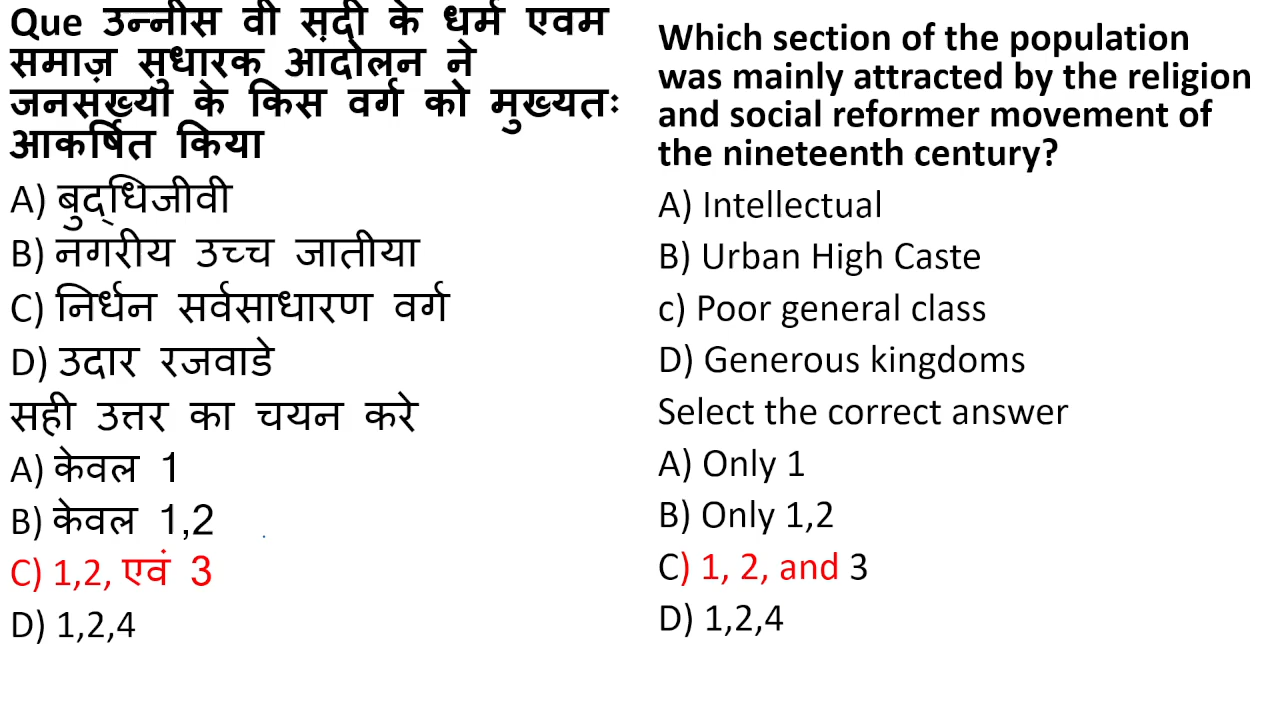 Que उन्नीस वी सदी के धर्म एवम
समाज़ सुधारक आंदोलन ने
जनसंख्या के किस वर्ग को मुख्यतः
आकर्षित किया
A) बुद्धिजीवी
B) नगरीय उच्च जातीया
C) निर्धन सर्वसाधारण वर्ग
D) उदार रजवाडे
सही उत्तर का चयन करे
A) केवल 1
B) केवल 1,2
C) 1,2, एवं 3
D) 1,2,4
Which section of the population
was mainly attracted by the religion
and social reformer movement of
the nineteenth century?
A) Intellectual
B) Urban High Caste
c) Poor general class
D) Generous kingdoms
Select the correct answer
A) Only 1
B) Only 1,2
C) 1, 2, and 3
D) 1,2,4